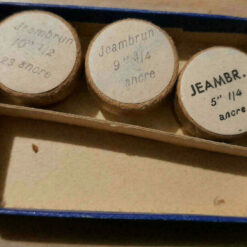 Jeambrun
10" 1/2
23 ancre
Jeambrun
9" 3/4
ancre
JEAMBR.
5" 1/4
ancre